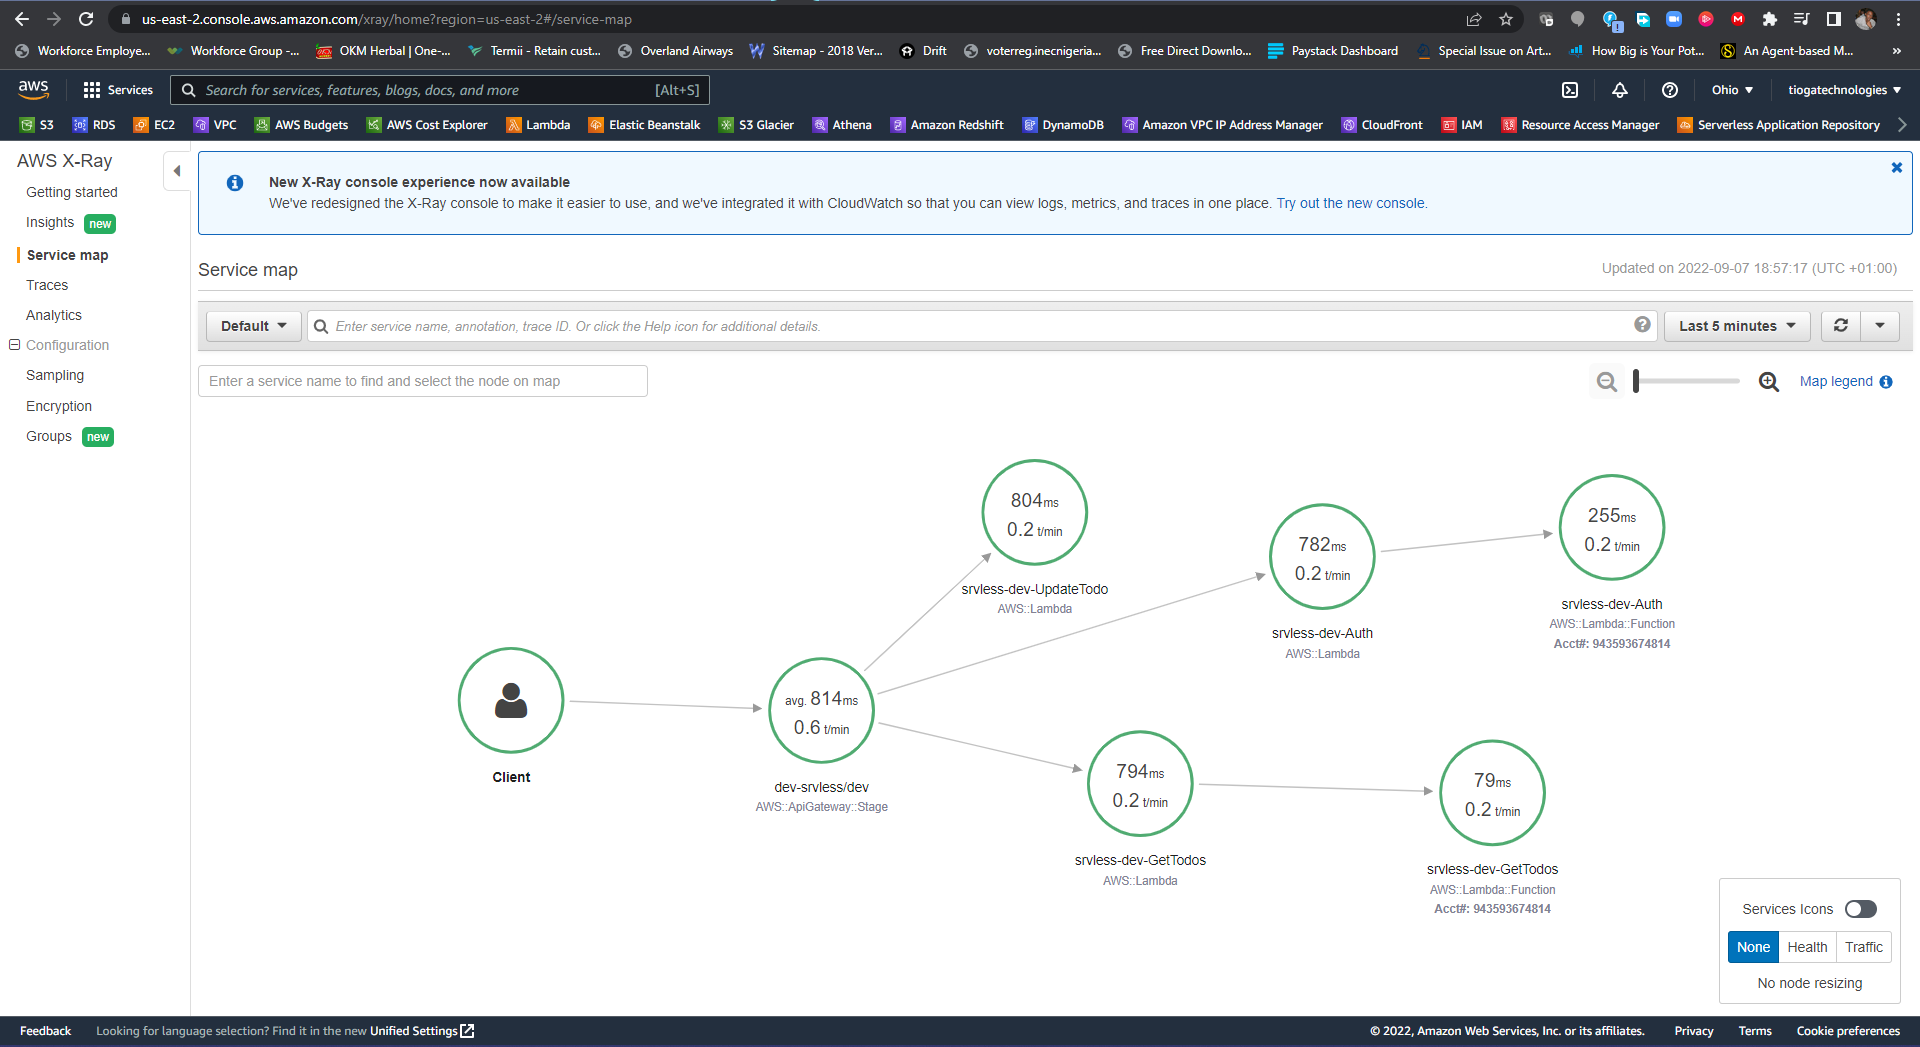 us-east-2.console.aws.amazon.com/xray/home?region=us-east-2#/service-map
Workforce Employe... Workforce Group -... OKM Herbal | One-... Termii - Retain cust... Overland Airways Sitemap - 2018 Ver... Drift voterreg.inecnigeria... Free Direct Downlo... Paystack Dashboard Special Issue on Art... How Big is Your Pot... An Agent-based M... »
aws Services Search for services, features, blogs, docs, and more [Alt+S] Ohio tiogatechnologies
S3 RDS EC2 VPC AWS Budgets AWS Cost Explorer Lambda Elastic Beanstalk S3 Glacier Athena Amazon Redshift DynamoDB Amazon VPC IP Address Manager CloudFront IAM Resource Access Manager Serverless Application Repository
AWS X-Ray
Getting started
Insights new
Service map
Traces
Analytics
Configuration
Sampling
Encryption
Groups new
New X-Ray console experience now available
We've redesigned the X-Ray console to make it easier to use, and we've integrated it with CloudWatch so that you can view logs, metrics, and traces in one place. Try out the new console.
Service map Updated on 2022-09-07 18:57:17 (UTC +01:00)
Default Enter service name, annotation, trace ID. Or click the Help icon for additional details. Last 5 minutes
Enter a service name to find and select the node on map Map legend
804ms
0.2 t/min
srvless-dev-UpdateTodo
AWS::Lambda
782ms
0.2 t/min
srvless-dev-Auth
AWS::Lambda
255ms
0.2 t/min
srvless-dev-Auth
AWS::Lambda::Function
Acct#: 943593674814
Client
avg. 814ms
0.6 t/min
dev-srvless/dev
AWS::ApiGateway::Stage
794ms
0.2 t/min
srvless-dev-GetTodos
AWS::Lambda
79ms
0.2 t/min
srvless-dev-GetTodos
AWS::Lambda::Function
Acct#: 943593674814
Services Icons
None Health Traffic
No node resizing
Feedback Looking for language selection? Find it in the new Unified Settings © 2022, Amazon Web Services, Inc. or its affiliates. Privacy Terms Cookie preferences